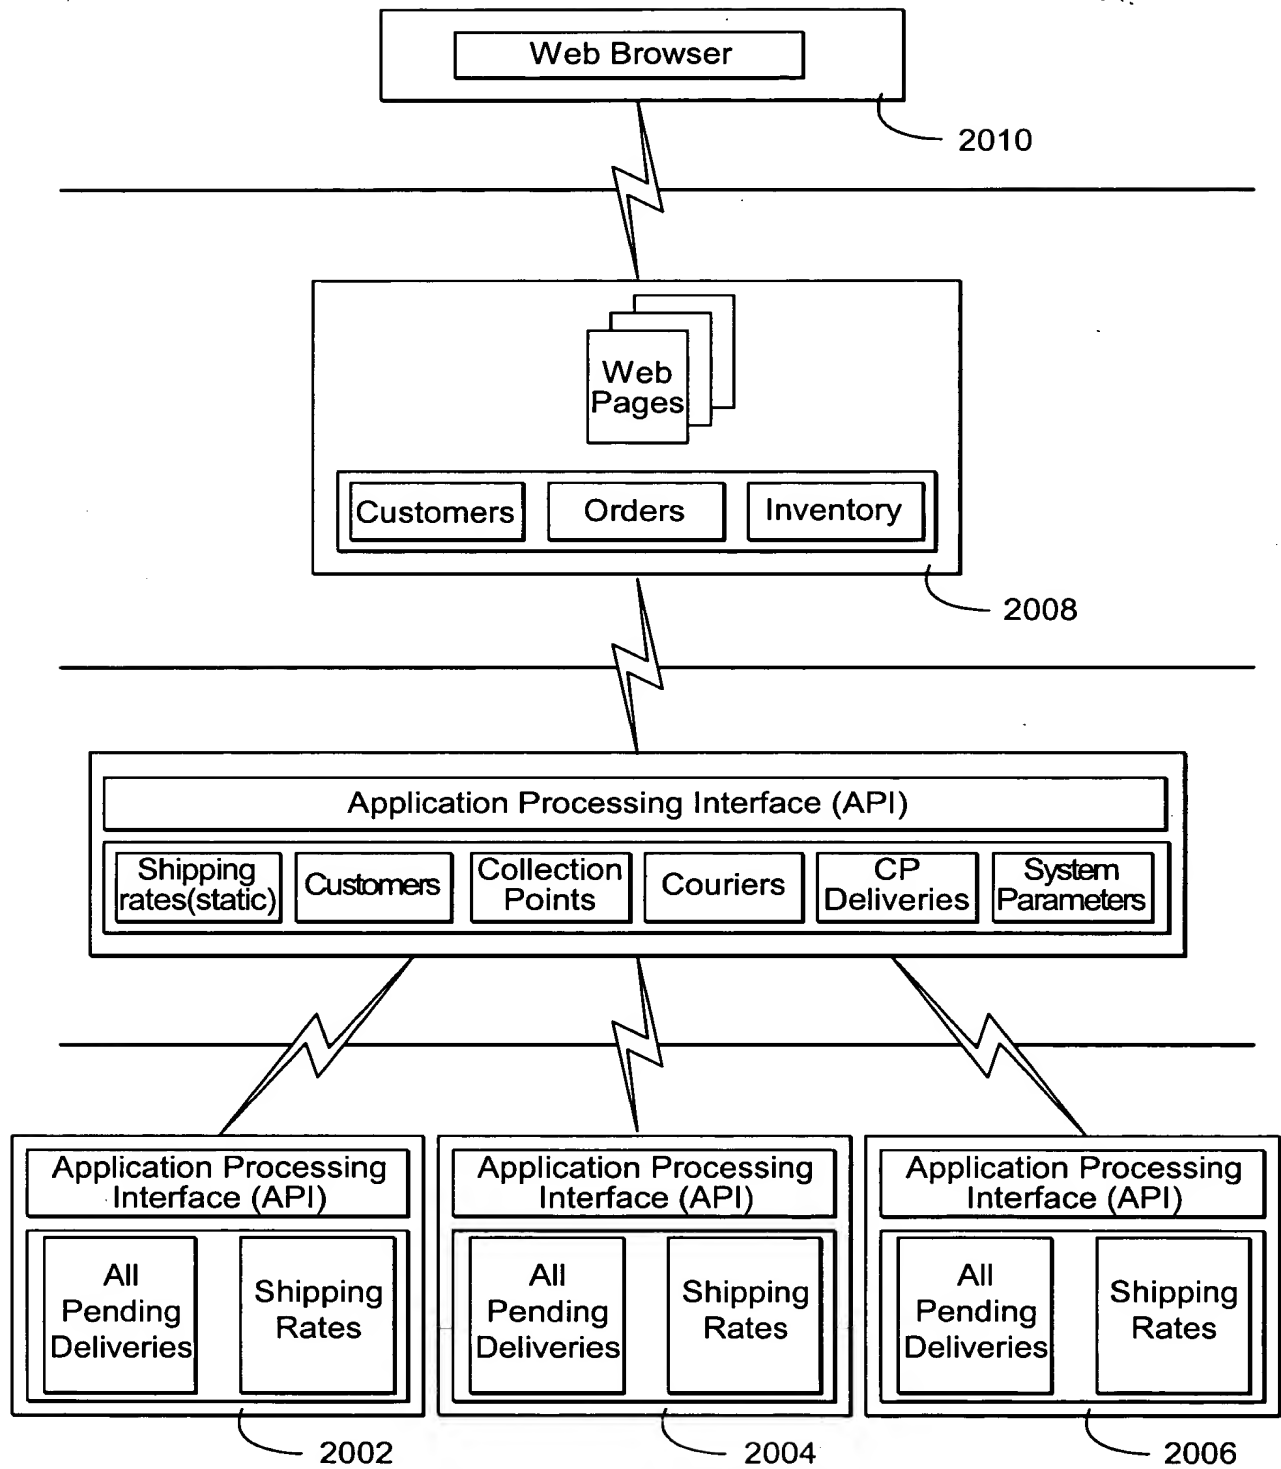 Web Browser
2010
Web
Pages
Customers
Orders
Inventory
2008
Application Processing Interface (API)
Shipping
rates(static)
Customers
Collection
Points
Couriers
CP
Deliveries
System
Parameters
Application Processing
Interface (API)
All
Pending
Deliveries
Shipping
Rates
2002
Application Processing
Interface (API)
All
Pending
Deliveries
Shipping
Rates
2004
Application Processing
Interface (API)
All
Pending
Deliveries
Shipping
Rates
2006